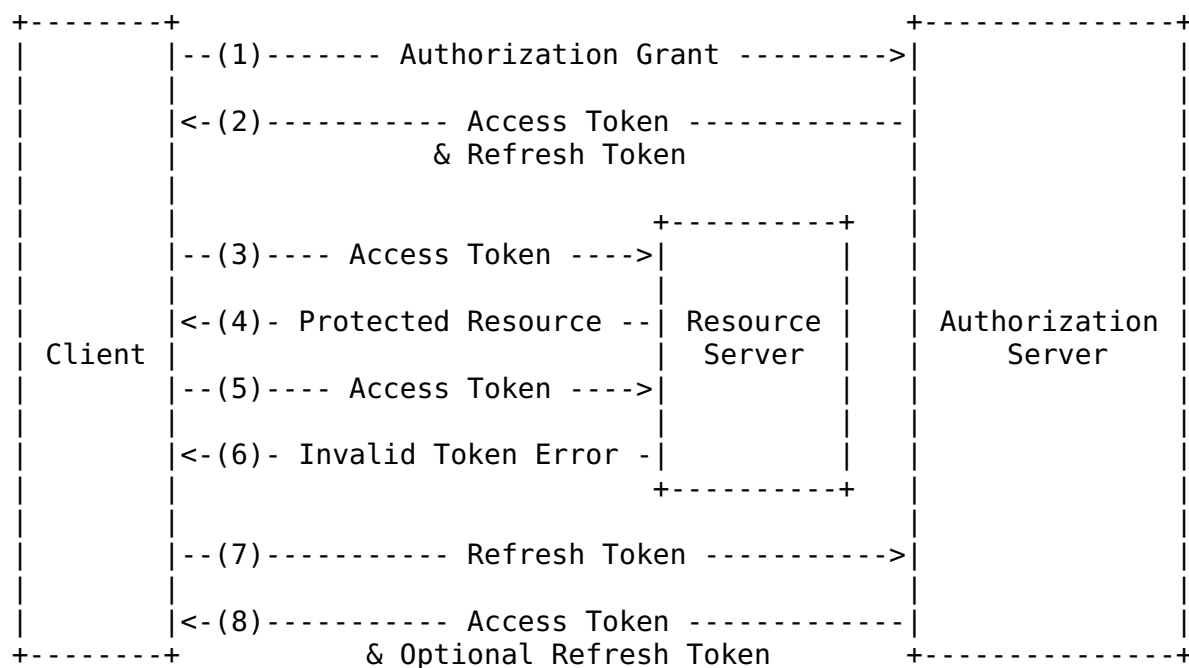 (1) Authorization Grant
(2) Access Token
& Refresh Token
(3) Access Token
(4) Protected Resource Resource Authorization
Client Server Server
(5) Access Token
(6) Invalid Token Error
(7) Refresh Token
(8) Access Token
& Optional Refresh Token